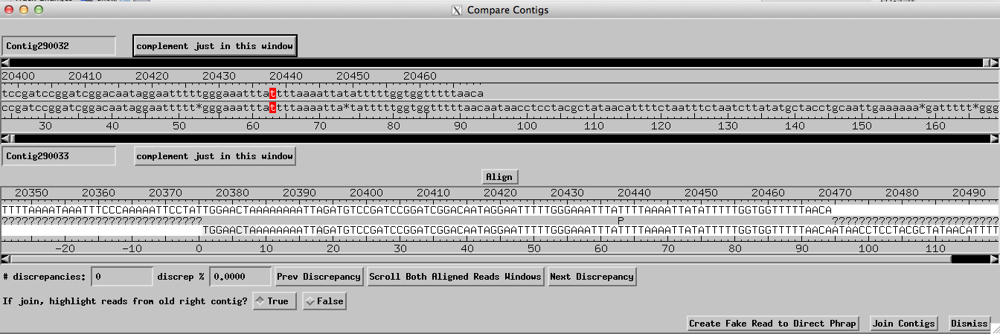 X Compare Contigs
Contig290032 complement just in this window
20400 20410 20420 20430 20440 20450 20460
tccgatccggatcggacaataggaatttttgggaaatttattttaaaattatatttttggtggtttttaaca
ccgatccggatcggacaataggaattttt*gggaaatttattttaaaatta*tatttttggtggtttttaacaataacctcctacgctataacattttctaatttctaatcttatatgctacctgcaattgaaaaaa*gattttt*ggg
30 40 50 60 70 80 90 100 110 120 130 140 150 160
Contig290033 complement just in this window
Align
20350 20360 20370 20380 20390 20400 20410 20420 20430 20440 20450 20460 20470 20480 20490
TTTTAAAATAAATTTCCCAAAAATTCCTATTGGAACTAAAAAAAATTAGATGTCCGATCCGGATCGGACAATAGGAATTTTTGGGAAATTTATTTTAAAATTATATTTTTGGTGGTTTTTAACA
?????????????????????????????? P ?????????????????????????
TGGAACTAAAAAAAATTAGATGTCCGATCCGGATCGGACAATAGGAATTTTTGGGAAATTTATTTTAAAATTATATTTTTGGTGGTTTTTAACAATAACCTCCTACGCTATAACATTTT
-20 -10 0 10 20 30 40 50 60 70 80 90 100 110
# discrepancies: 0 discrep % 0.0000 Prev Discrepancy Scroll Both Aligned Reads Windows Next Discrepancy
If join, highlight reads from old right contig? True False
Create Fake Read to Direct Phrap Join Contigs Dismiss